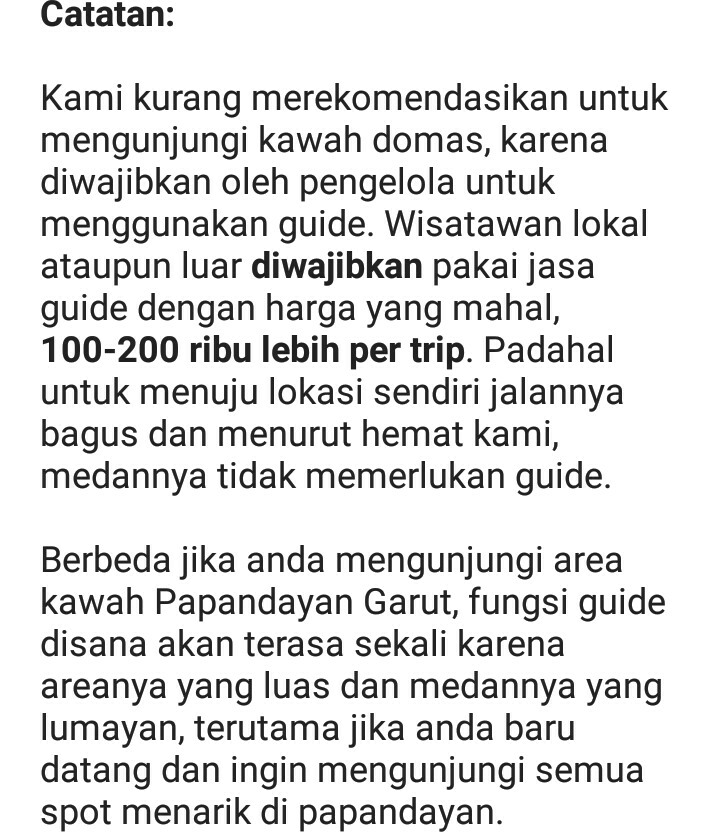 Catatan:
Kami kurang merekomendasikan untuk
mengunjungi kawah domas, karena
diwajibkan oleh pengelola untuk
menggunakan guide. Wisatawan lokal
ataupun luar diwajibkan pakai jasa
guide dengan harga yang mahal,
100-200 ribu lebih per trip. Padahal
untuk menuju lokasi sendiri jalannya
bagus dan menurut hemat kami,
medannya tidak memerlukan guide.
Berbeda jika anda mengunjungi area
kawah Papandayan Garut, fungsi guide
disana akan terasa sekali karena
areanya yang luas dan medannya yang
lumayan, terutama jika anda baru
datang dan ingin mengunjungi semua
spot menarik di papandayan.